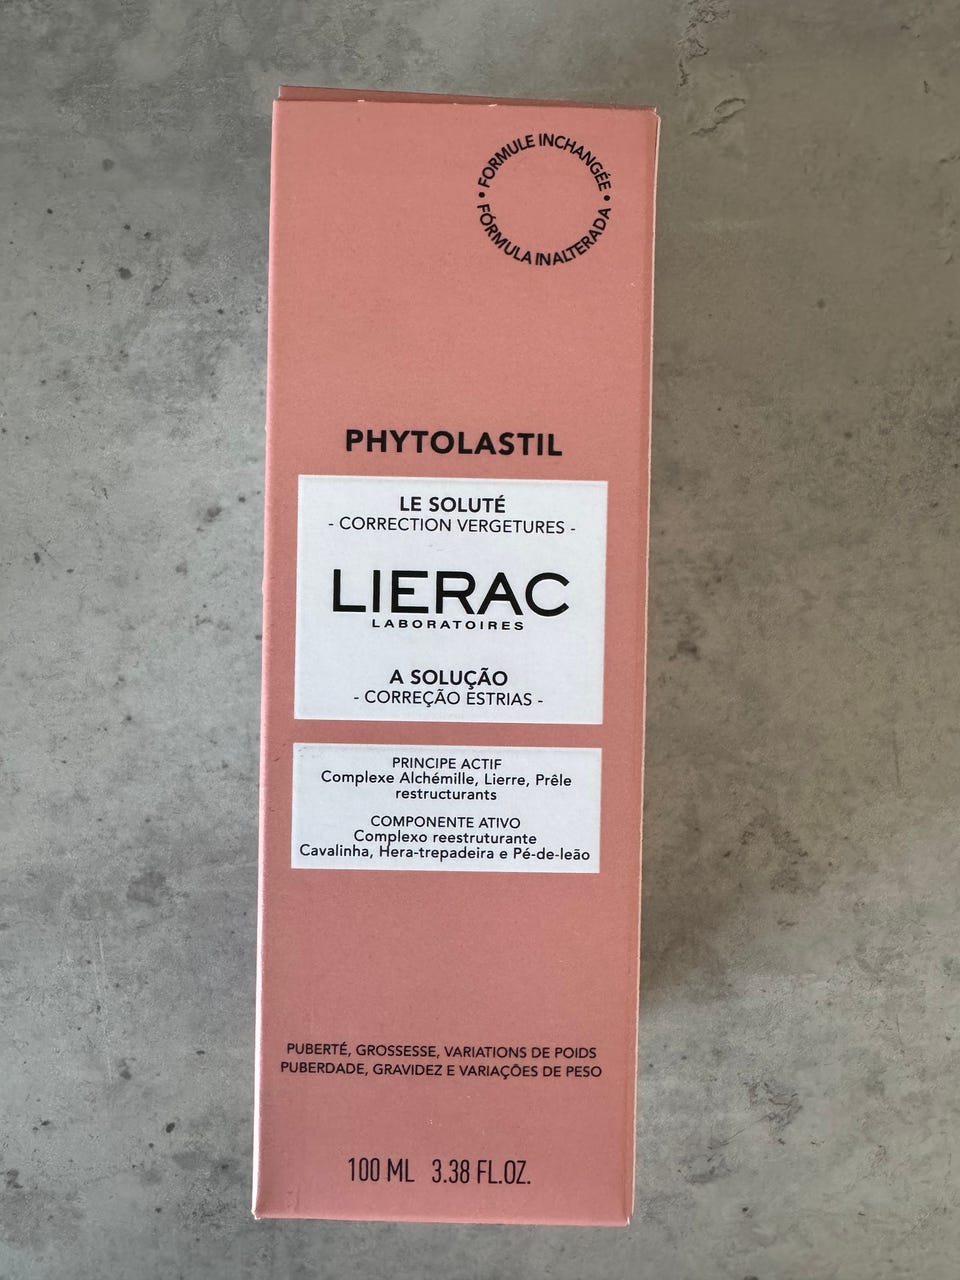 • FORMULE INCHANGÉE •
FÓRMULA INALTERADA
PHYTOLASTIL
LE SOLUTÉ
- CORRECTION VERGETURES -
LIERAC
LABORATOIRES
A SOLUÇÃO
- CORREÇÃO ESTRIAS -
PRINCIPE ACTIF
Complexe Alchémille, Lierre, Prêle
restructurants
COMPONENTE ATIVO
Complexo reestruturante
Cavalinha, Hera-trepadeira e Pé-de-leão
PUBERTÉ, GROSSESSE, VARIATIONS DE POIDS
PUBERDADE, GRAVIDEZ E VARIAÇÕES DE PESO
100 ML 3.38 FL.OZ.